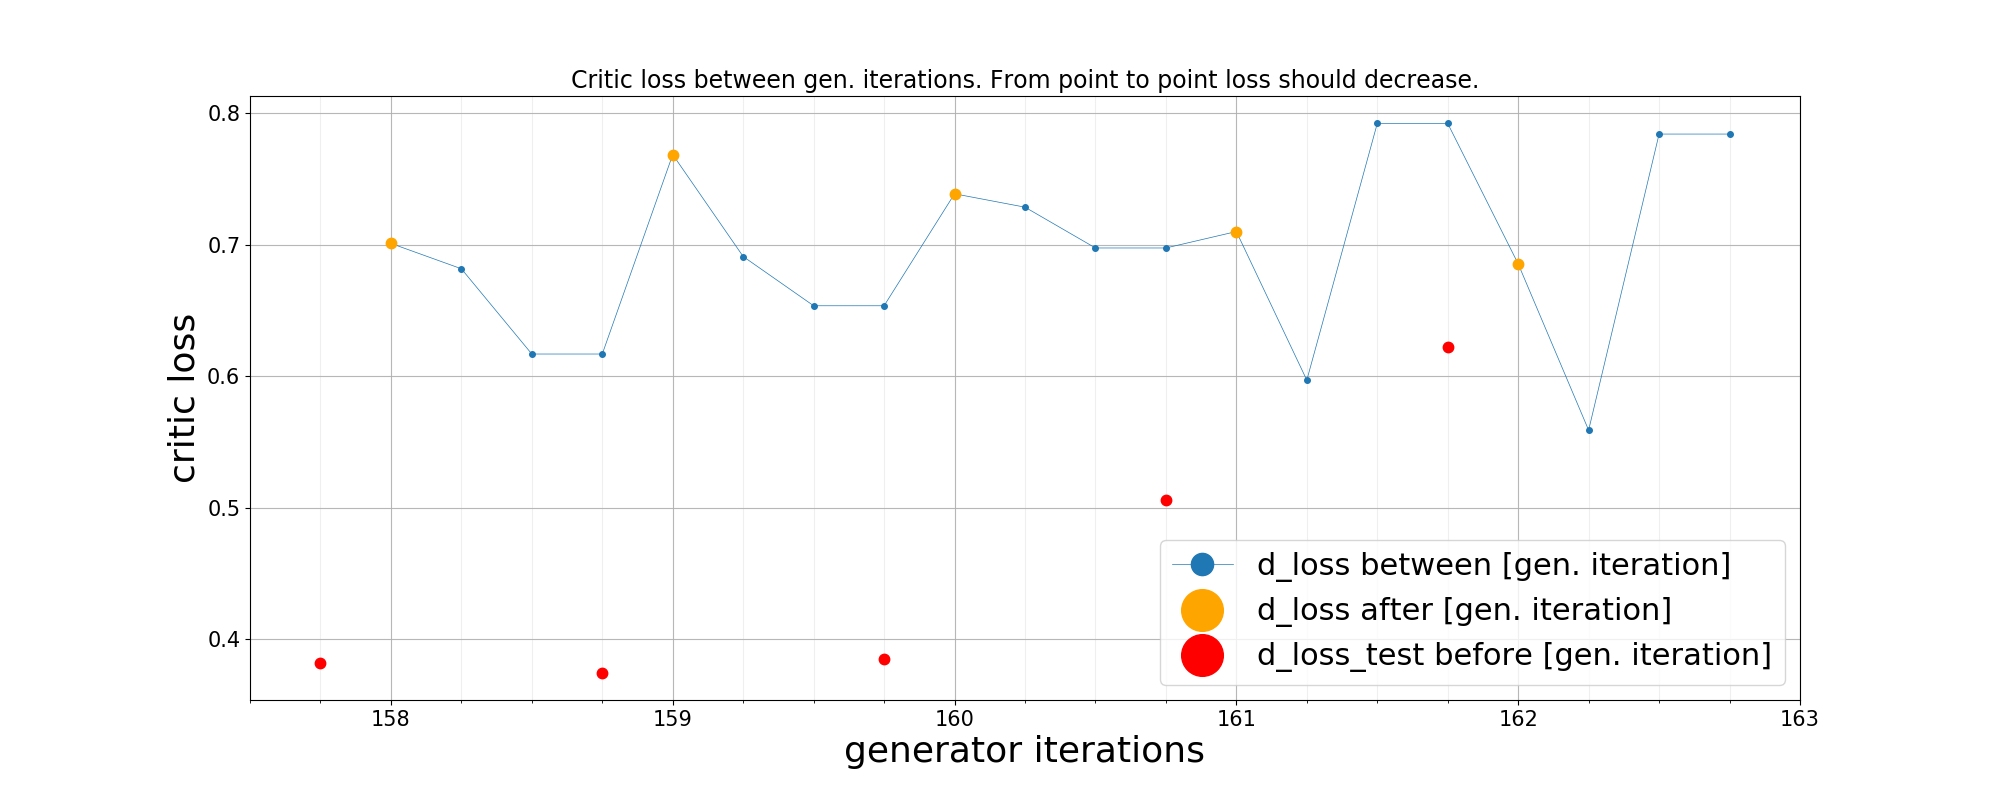 Critic loss between gen. iterations. From point to point loss should decrease.
0.8
0.7
0.6
0.5
0.4
critic loss
d_loss between [gen. iteration]
d_loss after [gen. iteration]
d_loss_test before [gen. iteration]
158 159 160 161 162 163
generator iterations